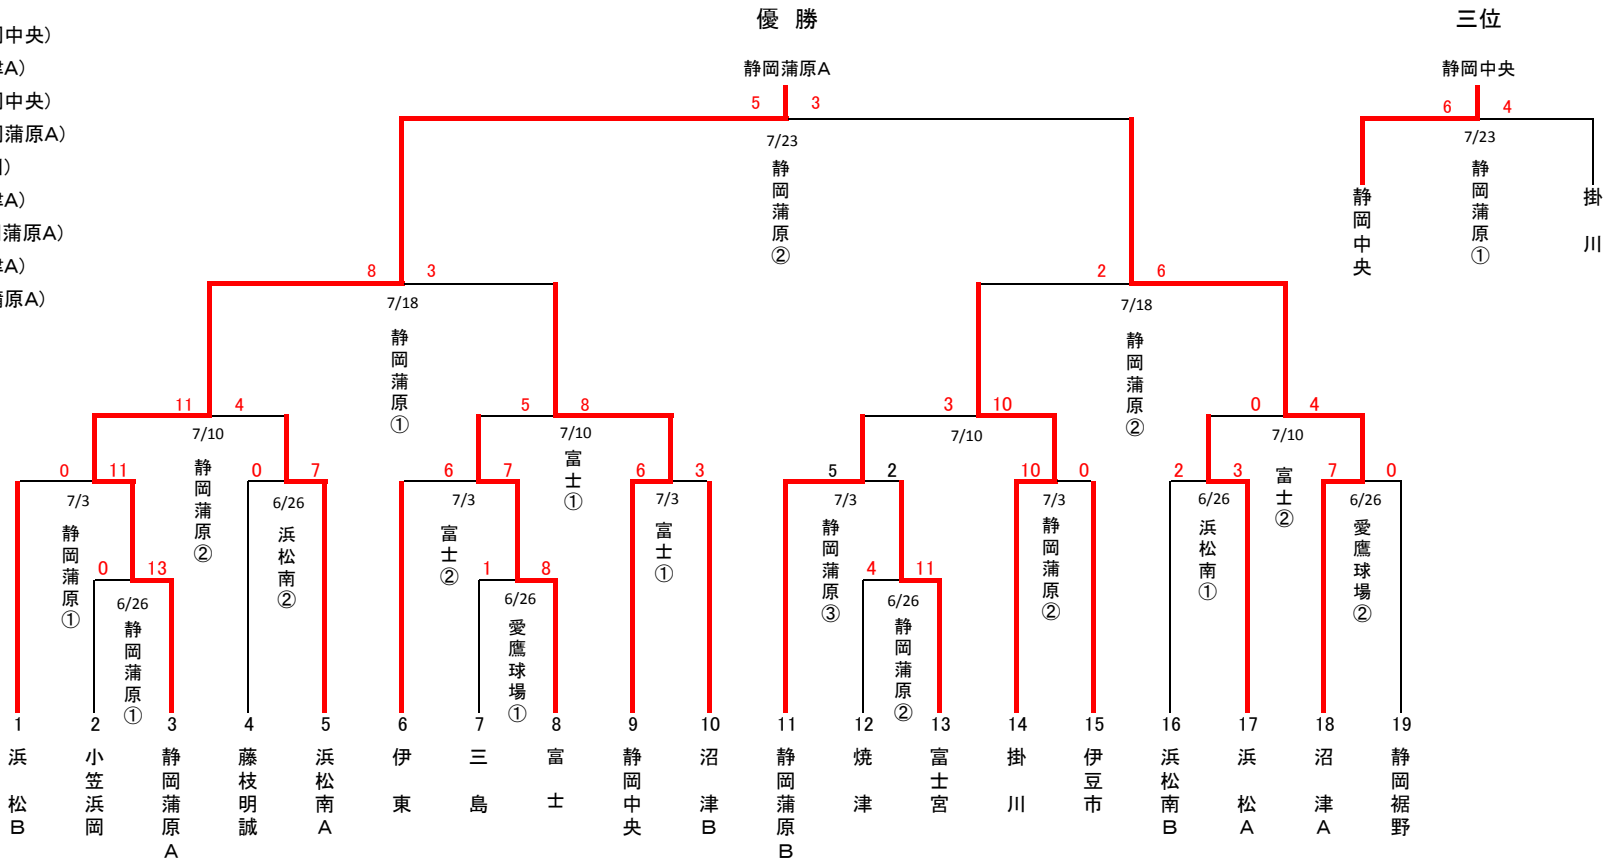 優 勝
三位
中央）
A）
中央）
蒲原A）
）
A）
蒲原A）
A）
蒲原A）
静岡蒲原A
5 3
7/23
静岡蒲原②
静岡中央
6 4
7/23
静岡蒲原①
静岡中央
掛川
8 3
7/18
静岡蒲原①
2 6
7/18
静岡蒲原②
11 4
7/10
静岡蒲原②
5 8
7/10
富士①
3 10
7/10
0 4
7/10
富士②
0 11
7/3
静岡蒲原①
0 7
6/26
浜松南②
6 7
7/3
富士②
6 3
7/3
富士①
5 2
7/3
静岡蒲原③
10 0
7/3
静岡蒲原②
2 3
6/26
浜松南①
7 0
6/26
愛鷹球場②
0 13
6/26
静岡蒲原①
1 8
6/26
愛鷹球場①
4 11
6/26
静岡蒲原②
1 2 3 4 5 6 7 8 9 10 11 12 13 14 15 16 17 18 19
浜松B
小笠浜岡
静岡蒲原A
藤枝明誠
浜松南A
伊東
三島
富士
静岡中央
沼津B
静岡蒲原B
焼津
富士宮
掛川
伊豆市
浜松南B
浜松A
沼津A
静岡裾野